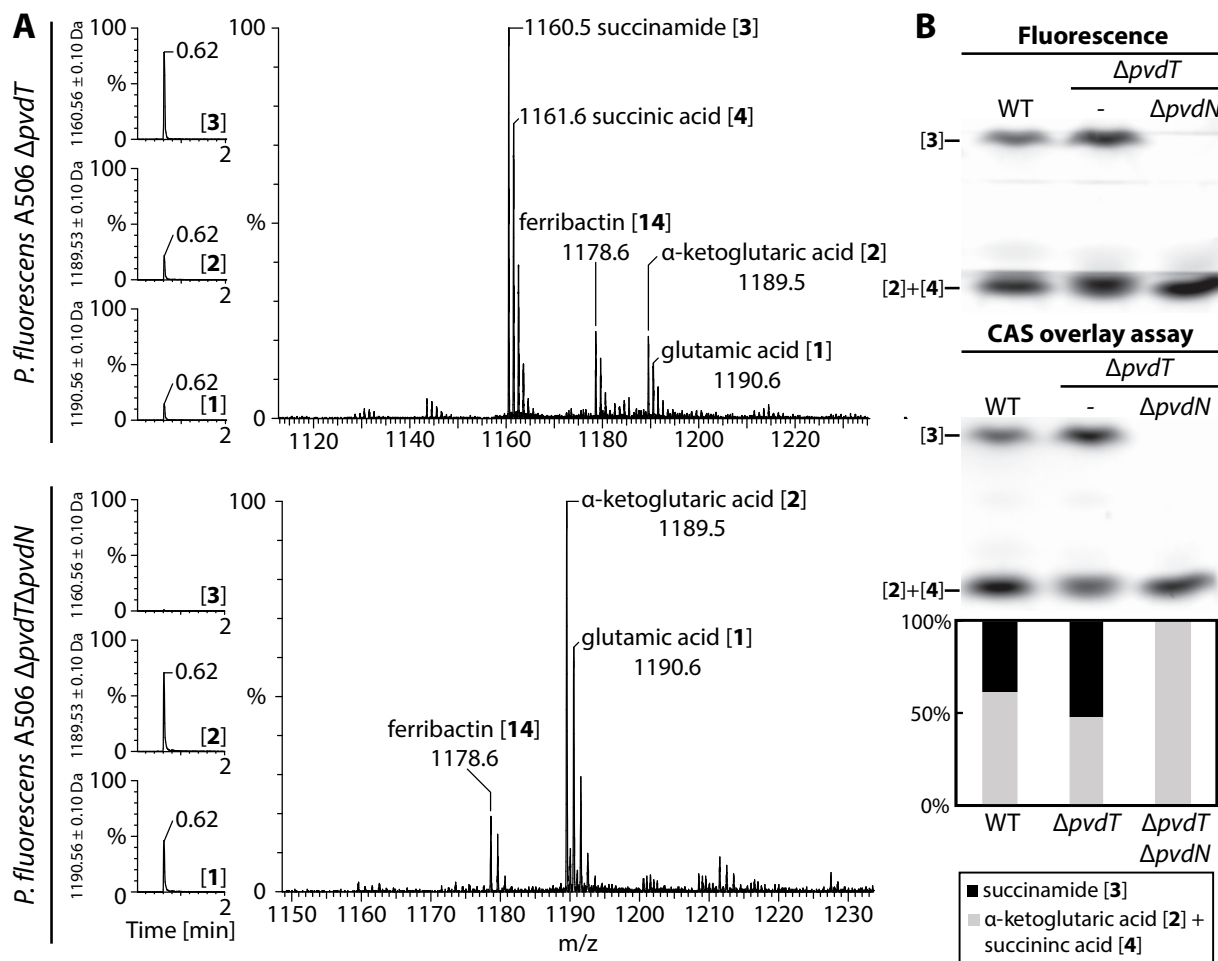 A
P. fluorescens A506 ΔpvdT
1160.56 ± 0.10 Da
100
%
0
0.62
[3]
2
1189.53 ± 0.10 Da
100
%
0
0.62
[2]
2
1190.56 ± 0.10 Da
100
%
0
0.62
[1]
2
100
%
0
1160.5 succinamide [3]
1161.6 succinic acid [4]
ferribactin [14]
1178.6
α-ketoglutaric acid [2]
1189.5
glutamic acid [1]
1190.6
1120 1140 1160 1180 1200 1220
P. fluorescens A506 ΔpvdTΔpvdN
1160.56 ± 0.10 Da
100
%
0
[3]
2
1189.53 ± 0.10 Da
100
%
0
0.62
[2]
2
1190.56 ± 0.10 Da
100
%
0
0.62
[1]
2
Time [min]
100
%
0
α-ketoglutaric acid [2]
1189.5
glutamic acid [1]
1190.6
ferribactin [14]
1178.6
1150 1160 1170 1180 1190 1200 1210 1220 1230
m/z
B
Fluorescence
ΔpvdT
WT - ΔpvdN
[3]
[2]+[4]
CAS overlay assay
ΔpvdT
WT - ΔpvdN
[3]
[2]+[4]
100%
50%
0%
WT ΔpvdT ΔpvdT
ΔpvdN
succinamide [3]
α-ketoglutaric acid [2] +
succininc acid [4]